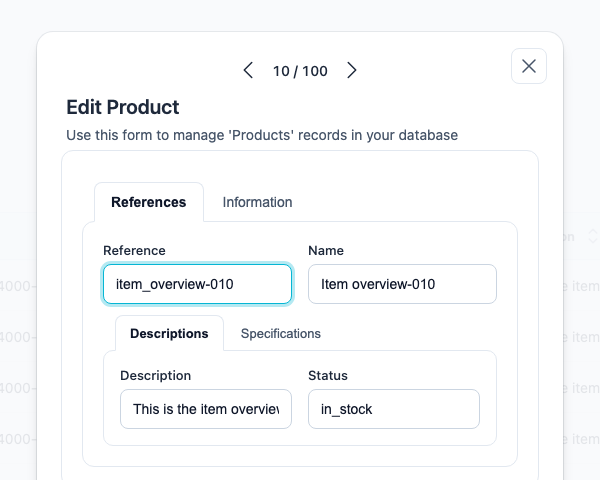 10 / 100
Edit Product
Use this form to manage 'Products' records in your database
References Information
Reference Name
item_overview-010 Item overview-010
Descriptions Specifications
Description Status
This is the item in_stock